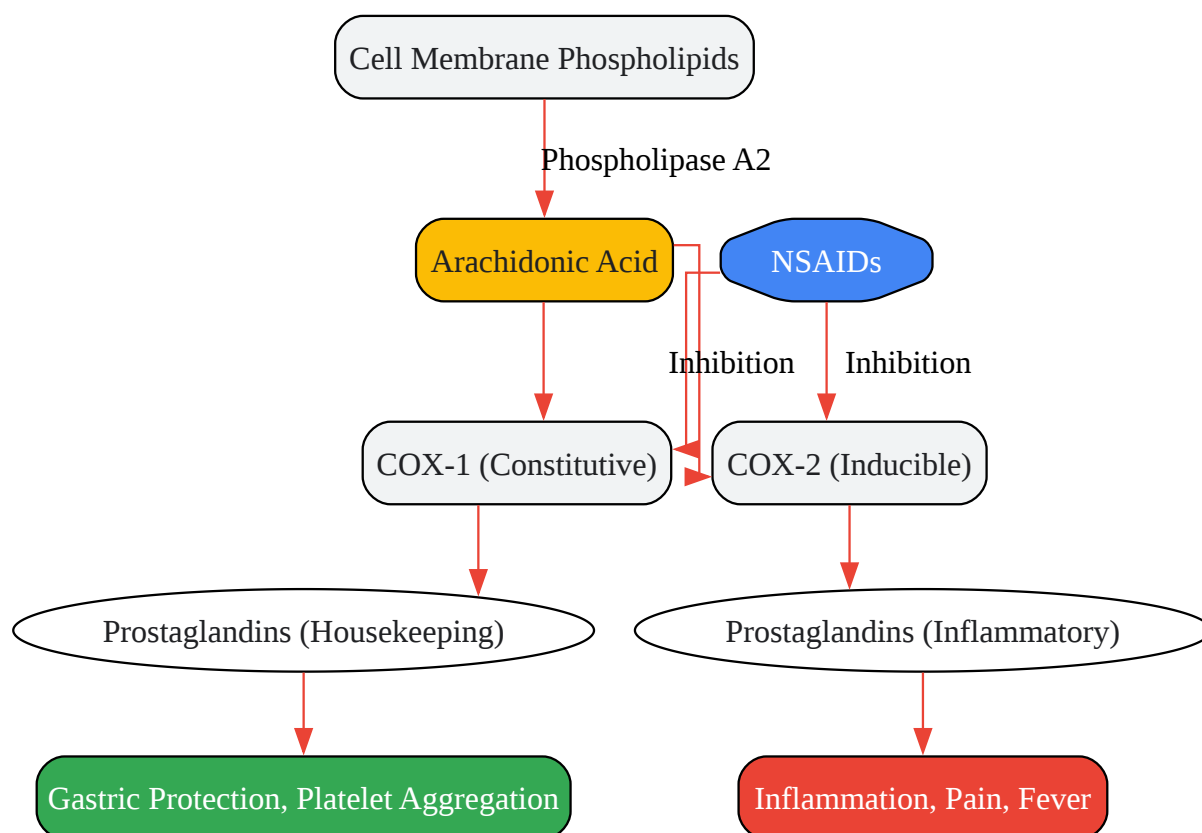 Cell Membrane Phospholipids
Phospholipase A2
Arachidonic Acid
NSAIDs
Inhibition
Inhibition
COX-1 (Constitutive)
COX-2 (Inducible)
Prostaglandins (Housekeeping)
Prostaglandins (Inflammatory)
Gastric Protection, Platelet Aggregation
Inflammation, Pain, Fever